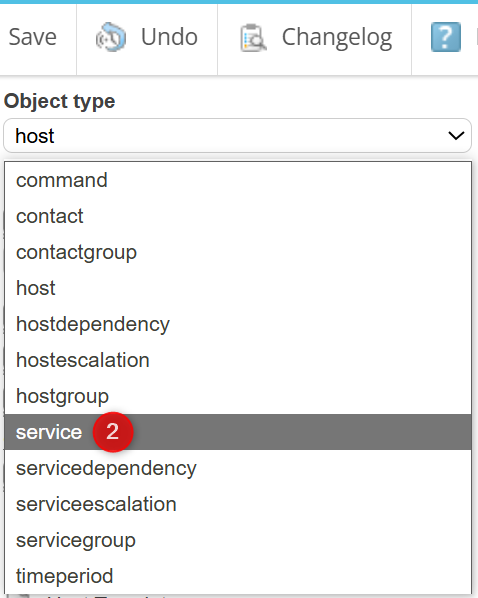 Save Undo Changelog
Object type
host
command
contact
contactgroup
host
hostdependency
hostescalation
hostgroup
service 2
servicedependency
serviceescalation
servicegroup
timeperiod